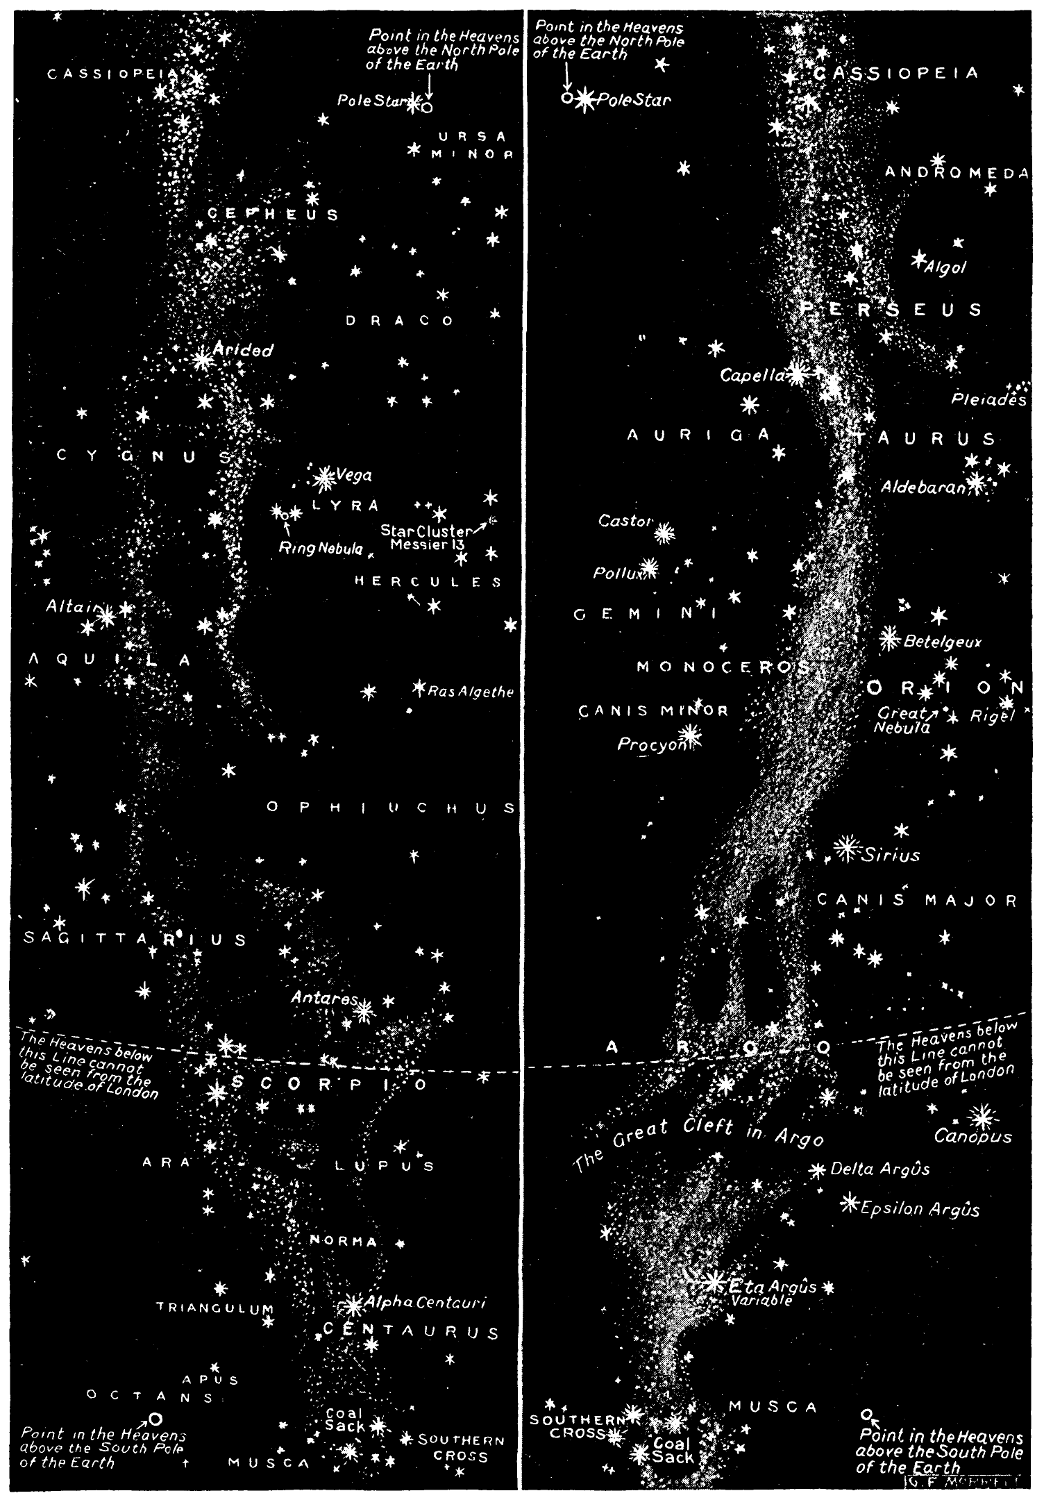 Point in the Heavens
above the North Pole
of the Earth
CASSIOPEIA
Pole Star
URSA
MINOR
CEPHEUS
DRACO
Arided
CYGNUS
Vega
LYRA
Star Cluster
Messier 13
Ring Nebula
HERCULES
Altair
AQUILA
Ras Algethe
OPHIUCHUS
SAGITTARIUS
Antares
The Heavens below
this Line cannot
be seen from the
latitude of London
SCORPIO
ARA
LUPUS
NORMA
TRIANGULUM
Alpha Centauri
CENTAURUS
APUS
OCTANS
Point in the Heavens
above the South Pole
of the Earth
Coal
Sack
SOUTHERN
CROSS
MUSCA
Point in the Heavens
above the North Pole
of the Earth
Pole Star
CASSIOPEIA
ANDROMEDA
Algol
PERSEUS
Capella
Pleiades
AURIGA
TAURUS
Aldebaran
Castor
Pollux
GEMINI
Betelgeux
MONOCEROS
ORION
CANIS MINOR
Great
Nebula
Rigel
Procyon
Sirius
CANIS MAJOR
ARGO
The Heavens below
this Line cannot
be seen from the
latitude of London
The Great Cleft in Argo
Canopus
Delta Argûs
Epsilon Argûs
Eta Argûs
Variable
MUSCA
SOUTHERN
CROSS
Coal
Sack
Point in the Heavens
above the South Pole
of the Earth
G. F. MORRELL